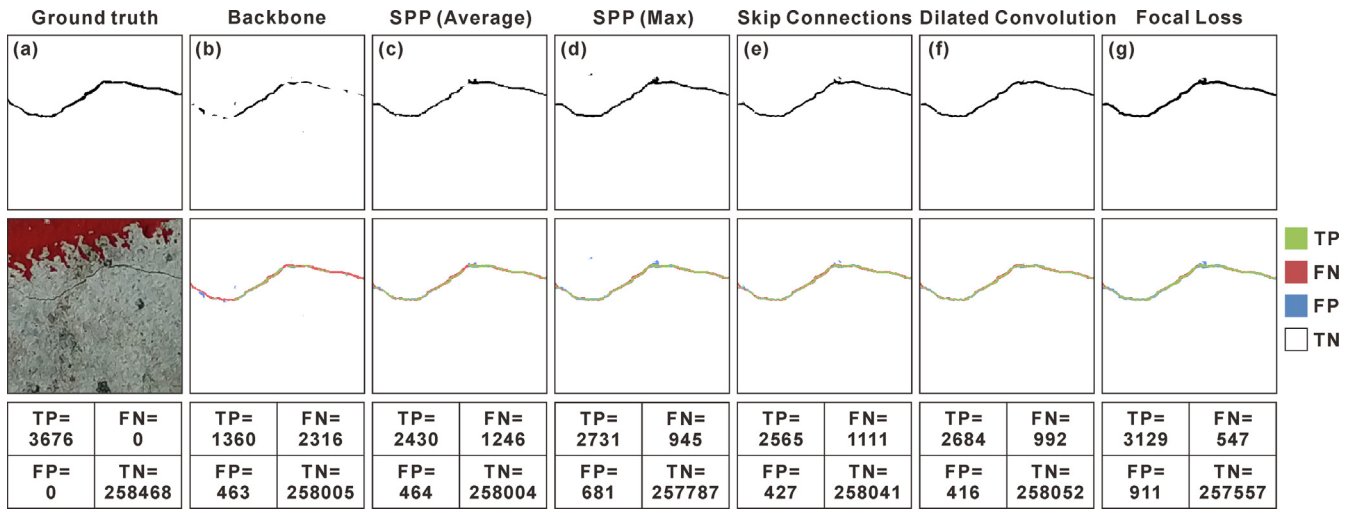 Ground truth Backbone SPP (Average) SPP (Max) Skip Connections Dilated Convolution Focal Loss
(a) (b) (c) (d) (e) (f) (g)
TP
FN
FP
TN
TP= FN= TP= FN= TP= FN= TP= FN= TP= FN= TP= FN= TP= FN=
3676 0 1360 2316 2430 1246 2731 945 2565 1111 2684 992 3129 547
FP= TN= FP= TN= FP= TN= FP= TN= FP= TN= FP= TN= FP= TN=
0 258468 463 258005 464 258004 681 257787 427 258041 416 258052 911 257557